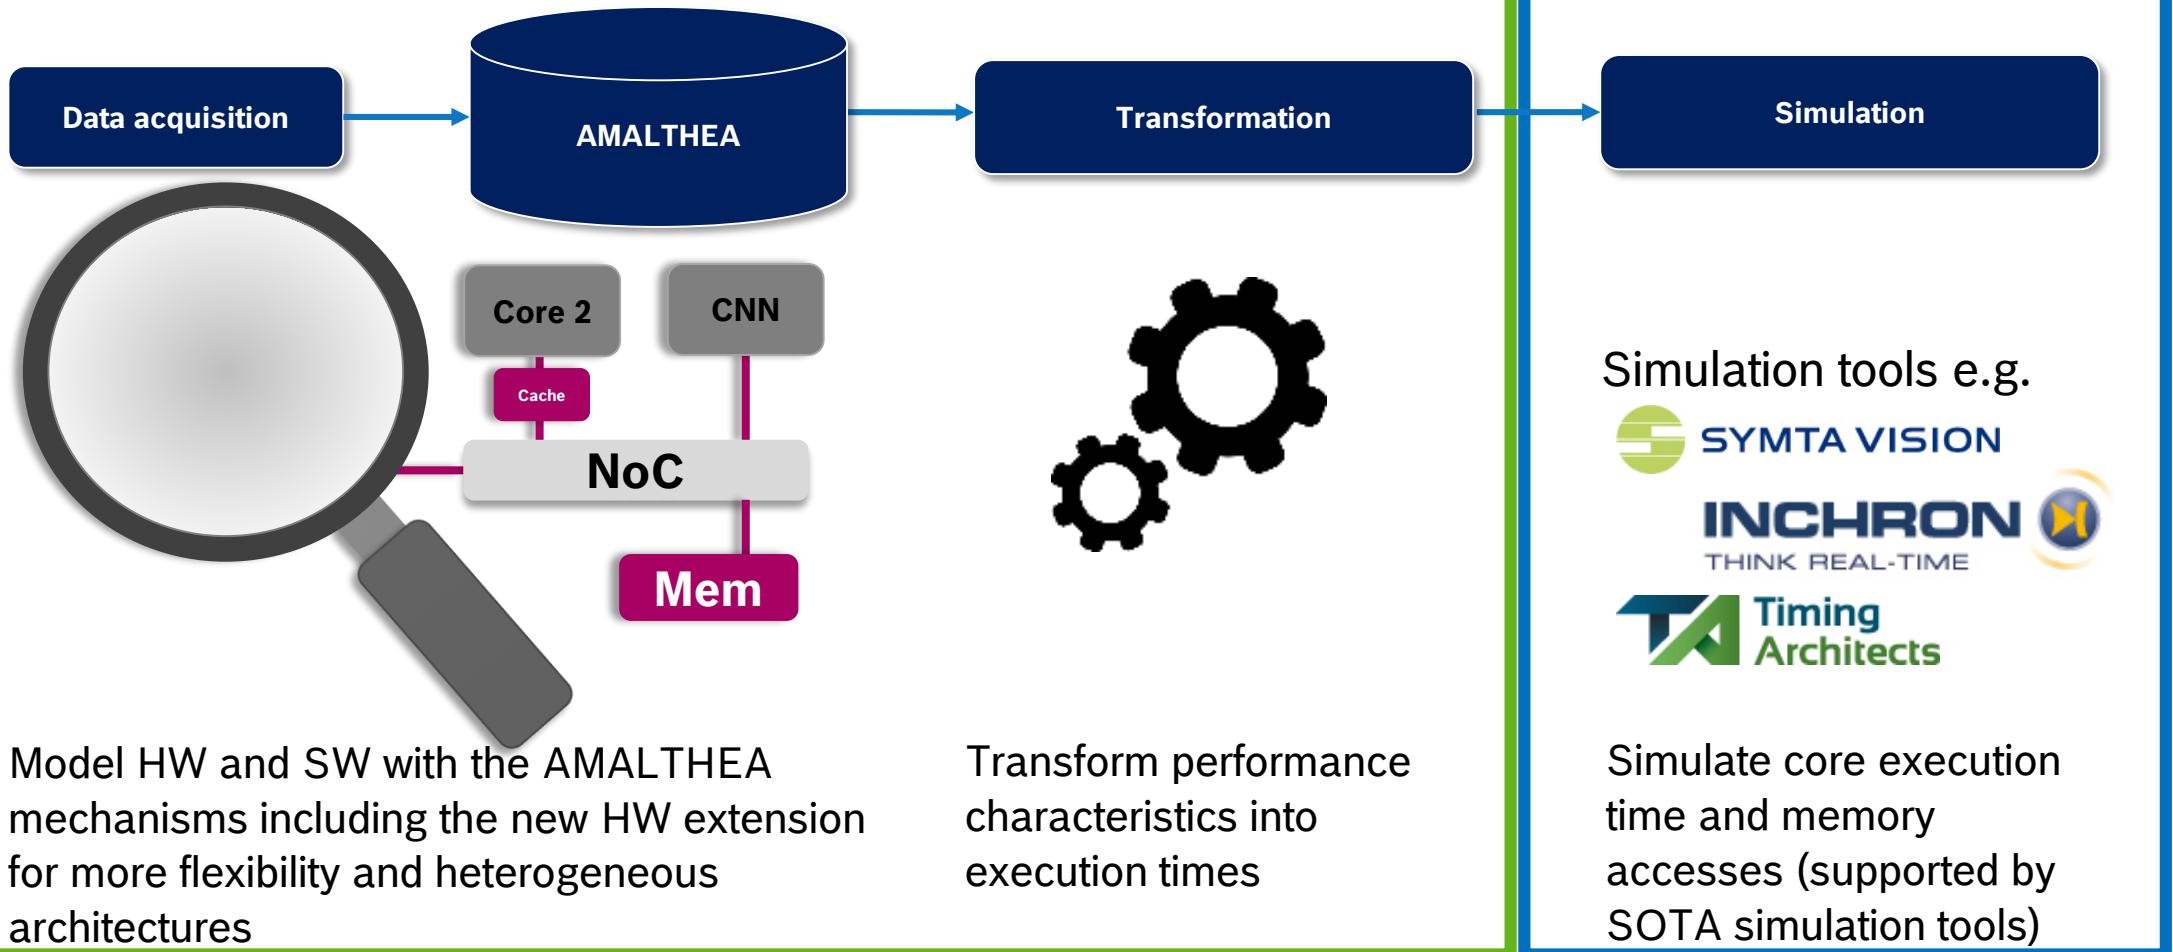 Data acquisition
AMALTHEA
Transformation
Simulation
Core 2
CNN
Cache
NoC
Mem
Simulation tools e.g.
SYMTA VISION
INCHRON
THINK REAL-TIME
TA Timing
Architects
Model HW and SW with the AMALTHEA
mechanisms including the new HW extension
for more flexibility and heterogeneous
architectures
Transform performance
characteristics into
execution times
Simulate core execution
time and memory
accesses (supported by
SOTA simulation tools)